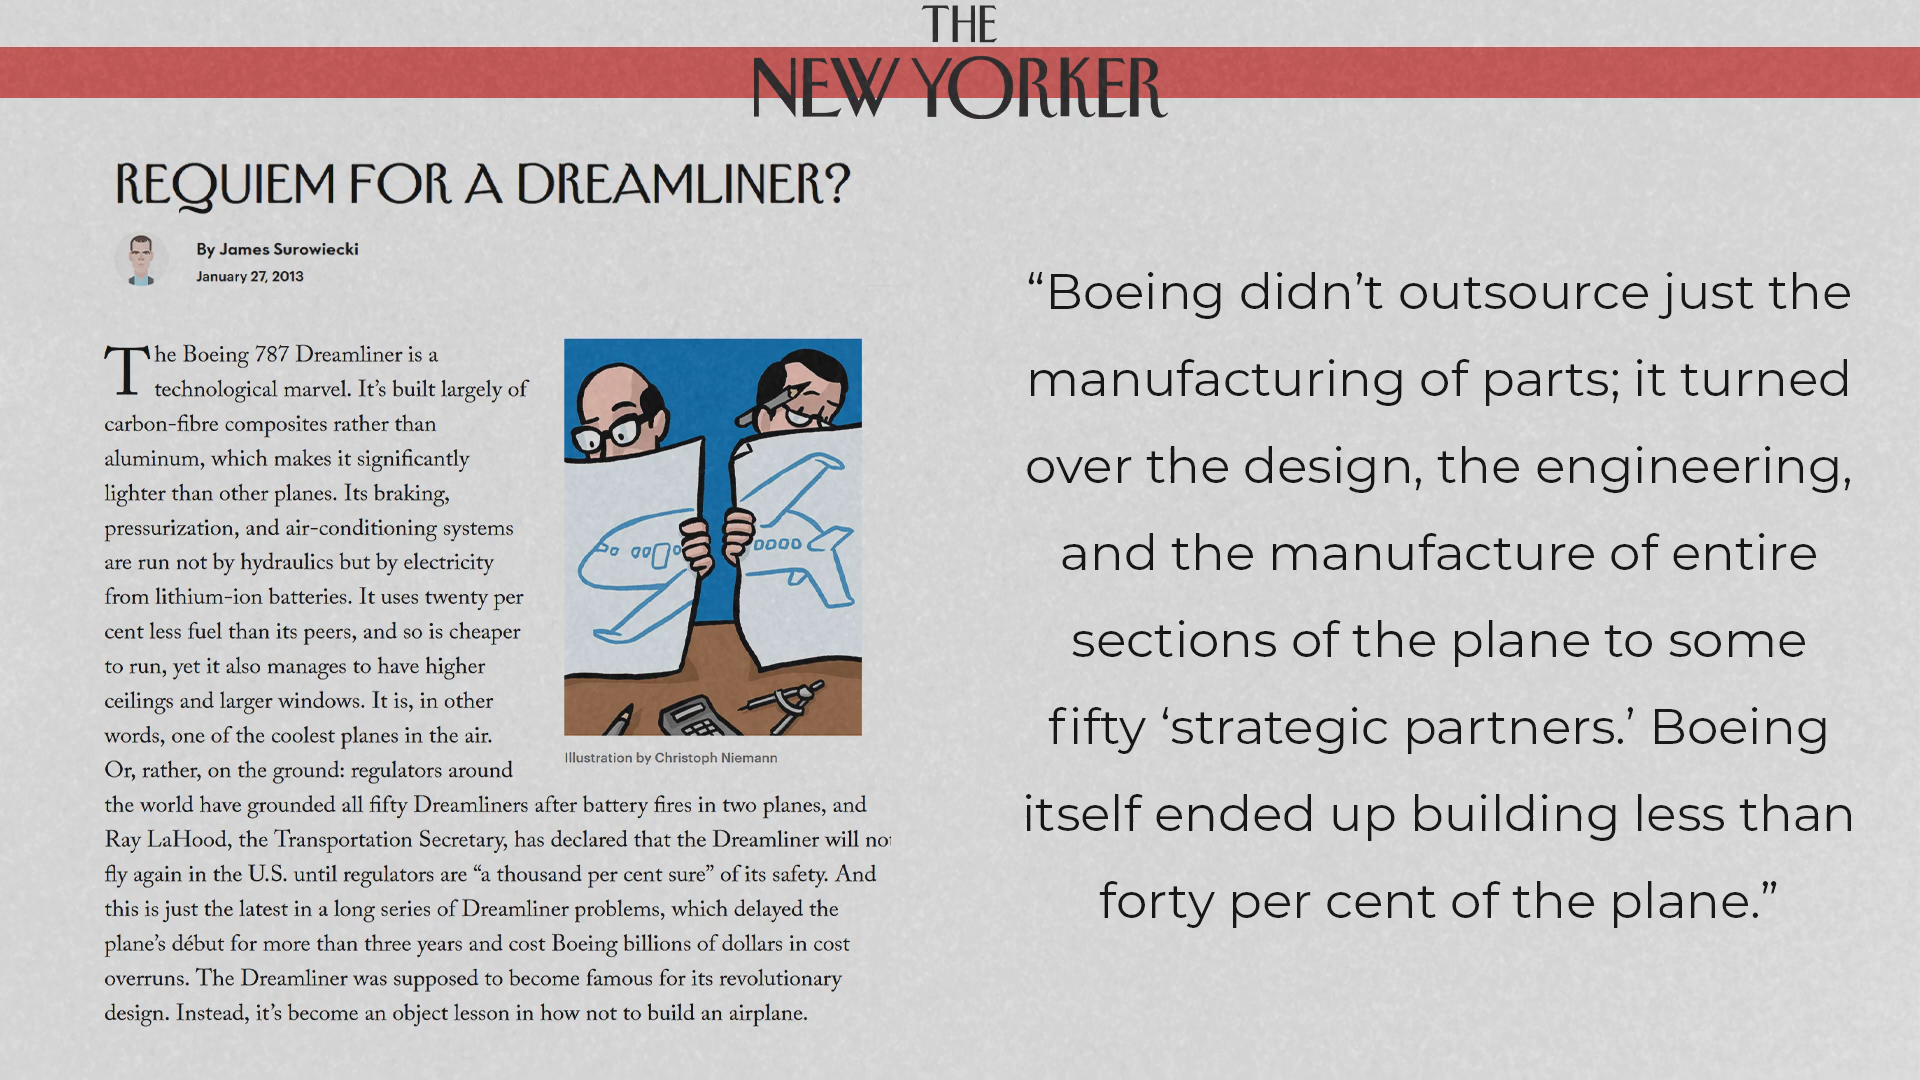 THE
NEW YORKER
REQUIEM FOR A DREAMLINER?
By James Surowiecki
January 27, 2013
The Boeing 787 Dreamliner is a
technological marvel. It’s built largely of
carbon-fibre composites rather than
aluminum, which makes it significantly
lighter than other planes. Its braking,
pressurization, and air-conditioning systems
are run not by hydraulics but by electricity
from lithium-ion batteries. It uses twenty per
cent less fuel than its peers, and so is cheaper
to run, yet it also manages to have higher
ceilings and larger windows. It is, in other
words, one of the coolest planes in the air.
Or, rather, on the ground: regulators around
the world have grounded all fifty Dreamliners after battery fires in two planes, and
Ray LaHood, the Transportation Secretary, has declared that the Dreamliner will not
fly again in the U.S. until regulators are “a thousand per cent sure” of its safety. And
this is just the latest in a long series of Dreamliner problems, which delayed the
plane’s début for more than three years and cost Boeing billions of dollars in cost
overruns. The Dreamliner was supposed to become famous for its revolutionary
design. Instead, it’s become an object lesson in how not to build an airplane.
Illustration by Christoph Niemann
“Boeing didn’t outsource just the
manufacturing of parts; it turned
over the design, the engineering,
and the manufacture of entire
sections of the plane to some
fifty ‘strategic partners.’ Boeing
itself ended up building less than
forty per cent of the plane.”